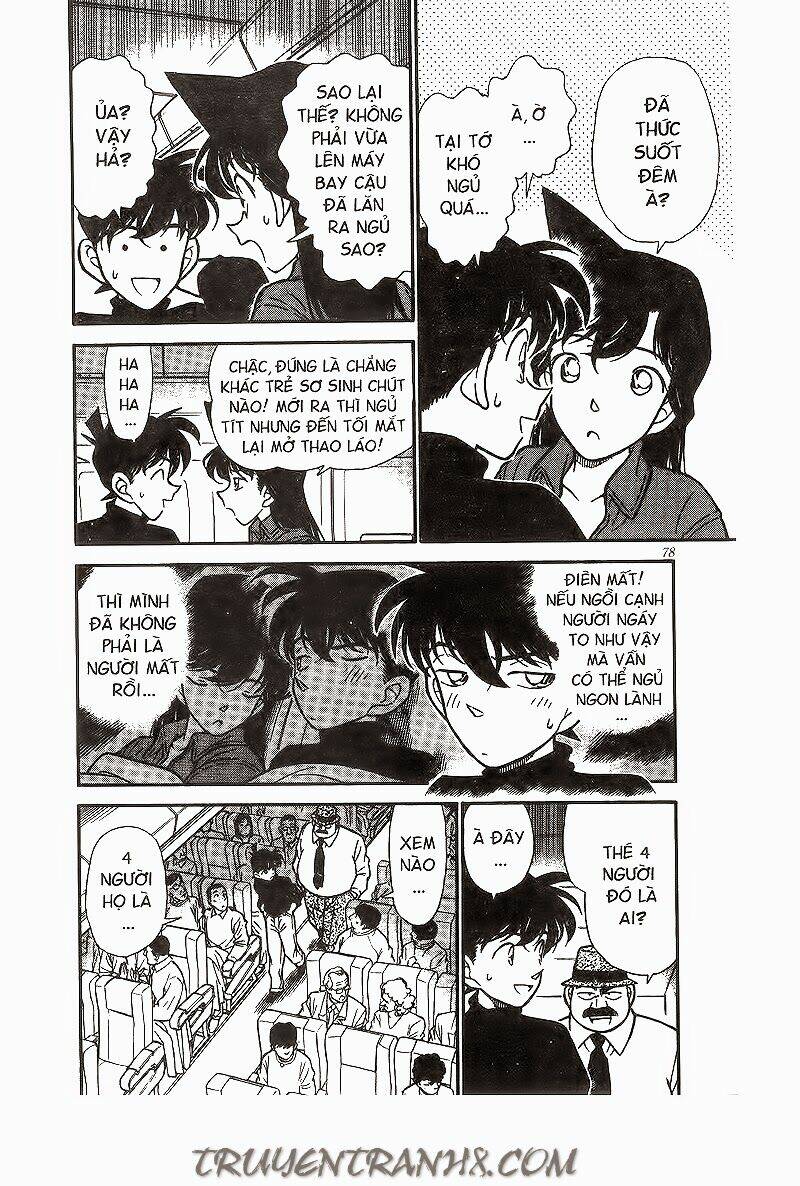 ĐÃ
THỨC
SUỐT
ĐÊM
À?
À, Ờ
...
TẠI TỚ
KHÓ
NGỦ
QUÁ...
SAO LẠI
THẾ? KHÔNG
PHẢI VỪA
LÊN MÁY
BAY CẬU
ĐÃ LĂN
RA NGỦ
SAO?
ỦA?
VẬY
HẢ?
CHẬC, ĐÚNG LÀ CHẲNG
KHÁC TRẺ SƠ SINH CHÚT
NÀO! MỚI RA THÌ NGỦ
TÍT NHƯNG ĐẾN TỐI MẮT
LẠI MỞ THAO LÁO!
HA
HA
HA
...
78
ĐIÊN MẤT!
NẾU NGỒI CẠNH
NGƯỜI NGÁY
TO NHƯ VẬY
MÀ VẪN
CÓ THỂ NGỦ
NGON LÀNH
...
THÌ MÌNH
ĐÃ KHÔNG
PHẢI LÀ
NGƯỜI MẤT
RỒI...
THẾ 4
NGƯỜI
ĐÓ LÀ
AI?
À ĐÂY
...
XEM
NÀO
...
4
NGƯỜI
HỌ LÀ
...
TRUYENTRANH8.COM